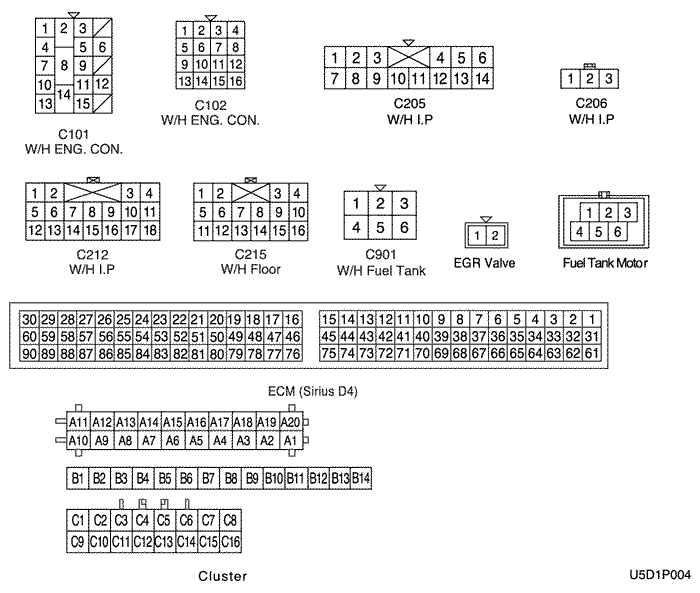 1 2 3
4 5 6
7 8 9
10 11 12
13 14 15
C101
W/H ENG. CON.
1 2 3 4
5 6 7 8
9 10 11 12
13 14 15 16
C102
W/H ENG. CON.
1 2 3 4 5 6
7 8 9 10 11 12 13 14
C205
W/H I.P
1 2 3
C206
W/H I.P
1 2 3 4
5 6 7 8 9 10 11
12 13 14 15 16 17 18
C212
W/H I.P
1 2 3 4
5 6 7 8 9 10
11 12 13 14 15 16
C215
W/H Floor
1 2 3
4 5 6
C901
W/H Fuel Tank
1 2
EGR Valve
1 2 3
4 5 6
Fuel Tank Motor
30 29 28 27 26 25 24 23 22 21 20 19 18 17 16 15 14 13 12 11 10 9 8 7 6 5 4 3 2 1
60 59 58 57 56 55 54 53 52 51 50 49 48 47 46 45 44 43 42 41 40 39 38 37 36 35 34 33 32 31
90 89 88 87 86 85 84 83 82 81 80 79 78 77 76 75 74 73 72 71 70 69 68 67 66 65 64 63 62 61
ECM (Sirius D4)
A11 A12 A13 A14 A15 A16 A17 A18 A19 A20
A10 A9 A8 A7 A6 A5 A4 A3 A2 A1
B1 B2 B3 B4 B5 B6 B7 B8 B9 B10 B11 B12 B13 B14
C1 C2 C3 C4 C5 C6 C7 C8
C9 C10 C11 C12 C13 C14 C15 C16
Cluster
U5D1P004